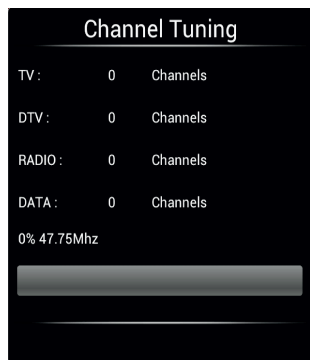 Channel Tuning
TV : 0 Channels
DTV : 0 Channels
RADIO : 0 Channels
DATA : 0 Channels
0% 47.75Mhz